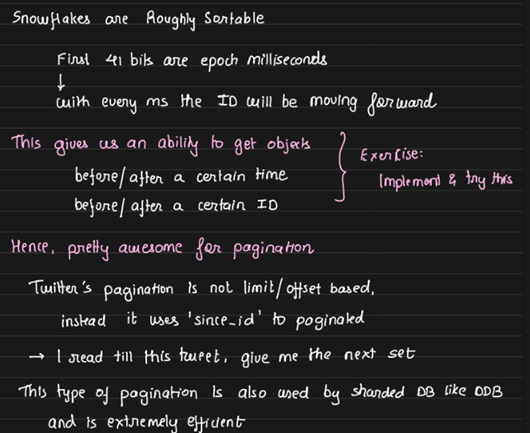 Snowflakes are Roughly Sortable
First 41 bits are epoch milliseconds
↓
with every ms the ID will be moving forward
This gives us an ability to get objects
before/after a certain time
before/after a certain ID
Exercise:
Implement & try this
Hence, pretty awesome for pagination
Twitter's pagination is not limit/offset based,
instead it uses 'since_id' to paginated
→ I read till this tweet, give me the next set
This type of pagination is also used by sharded DB like DDB
and is extremely efficient